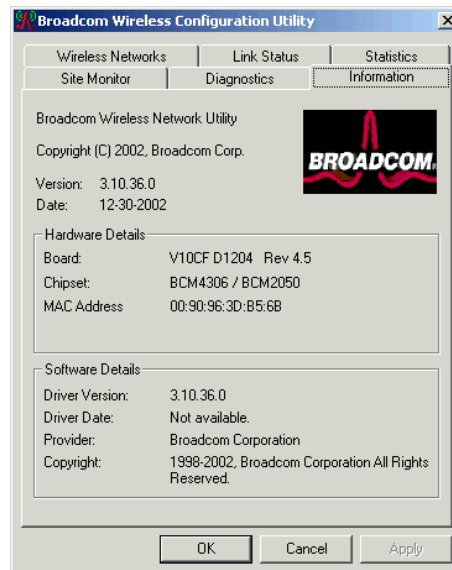 Broadcom Wireless Configuration Utility
Wireless Networks
Link Status
Statistics
Site Monitor
Diagnostics
Information
Broadcom Wireless Network Utility
Copyright (C) 2002, Broadcom Corp.
BROADCOM.
Version: 3.10.36.0
Date: 12-30-2002
Hardware Details
Board: V10CF D1204 Rev 4.5
Chipset: BCM4306 / BCM2050
MAC Address 00:90:96:3D:B5:6B
Software Details
Driver Version: 3.10.36.0
Driver Date: Not available.
Provider: Broadcom Corporation
Copyright: 1998-2002, Broadcom Corporation All Rights
Reserved.
OK
Cancel
Apply